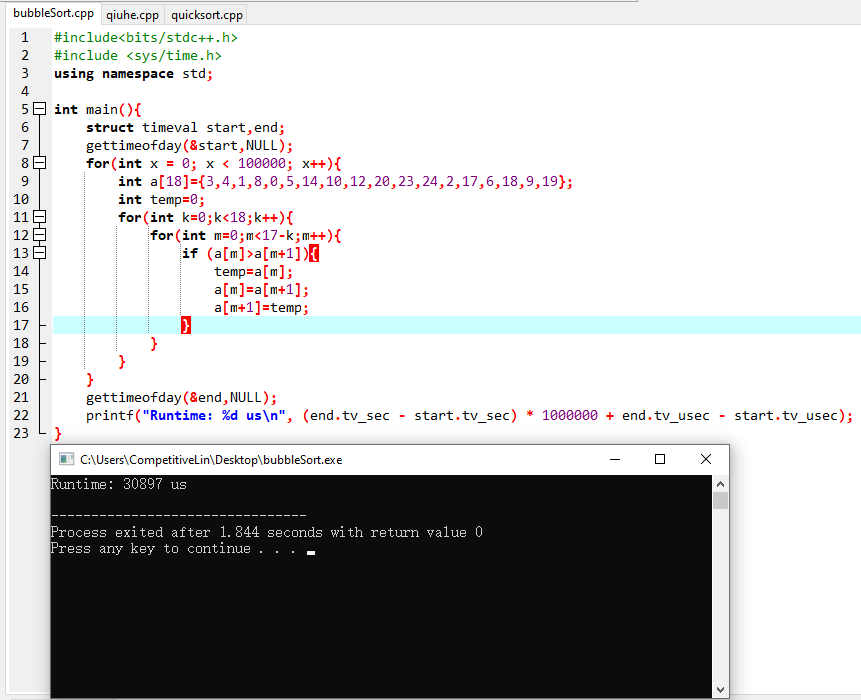 bubbleSort.cpp qiuhe.cpp quicksort.cpp
1 #include<bits/stdc++.h>
2 #include <sys/time.h>
3 using namespace std;
4
5 int main(){
6 struct timeval start,end;
7 gettimeofday(&start,NULL);
8 for(int x = 0; x < 100000; x++){
9 int a[18]={3,4,1,8,0,5,14,10,12,20,23,24,2,17,6,18,9,19};
10 int temp=0;
11 for(int k=0;k<18;k++){
12 for(int m=0;m<17-k;m++){
13 if (a[m]>a[m+1]){
14 temp=a[m];
15 a[m]=a[m+1];
16 a[m+1]=temp;
17 }
18 }
19 }
20 }
21 gettimeofday(&end,NULL);
22 printf("Runtime: %d us\n", (end.tv_sec - start.tv_sec) * 1000000 + end.tv_usec - start.tv_usec);
23 }
C:\Users\CompetitiveLin\Desktop\bubbleSort.exe
Runtime: 30897 us
--------------------------------
Process exited after 1.844 seconds with return value 0
Press any key to continue . . .